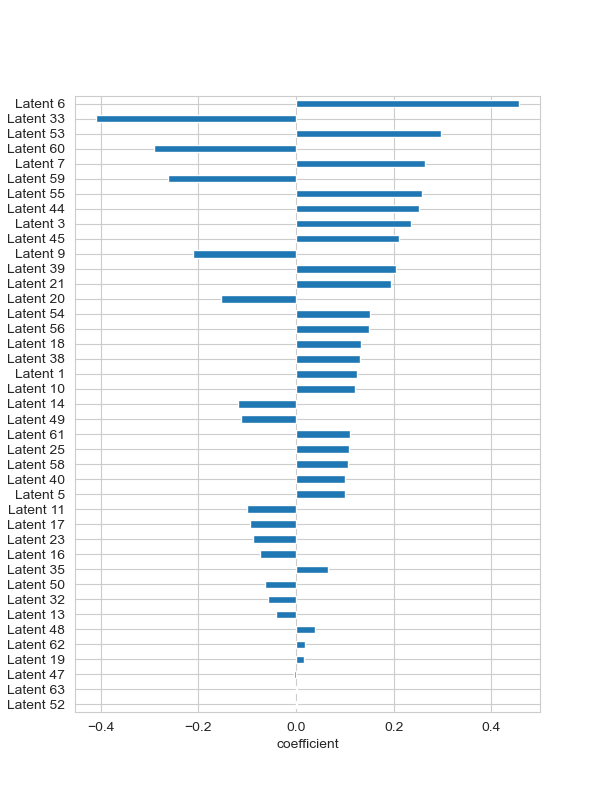 Latent 6
Latent 33
Latent 53
Latent 60
Latent 7
Latent 59
Latent 55
Latent 44
Latent 3
Latent 45
Latent 9
Latent 39
Latent 21
Latent 20
Latent 54
Latent 56
Latent 18
Latent 38
Latent 1
Latent 10
Latent 14
Latent 49
Latent 61
Latent 25
Latent 58
Latent 40
Latent 5
Latent 11
Latent 17
Latent 23
Latent 16
Latent 35
Latent 50
Latent 32
Latent 13
Latent 48
Latent 62
Latent 19
Latent 47
Latent 63
Latent 52
−0.4 −0.2 0.0 0.2 0.4
coefficient